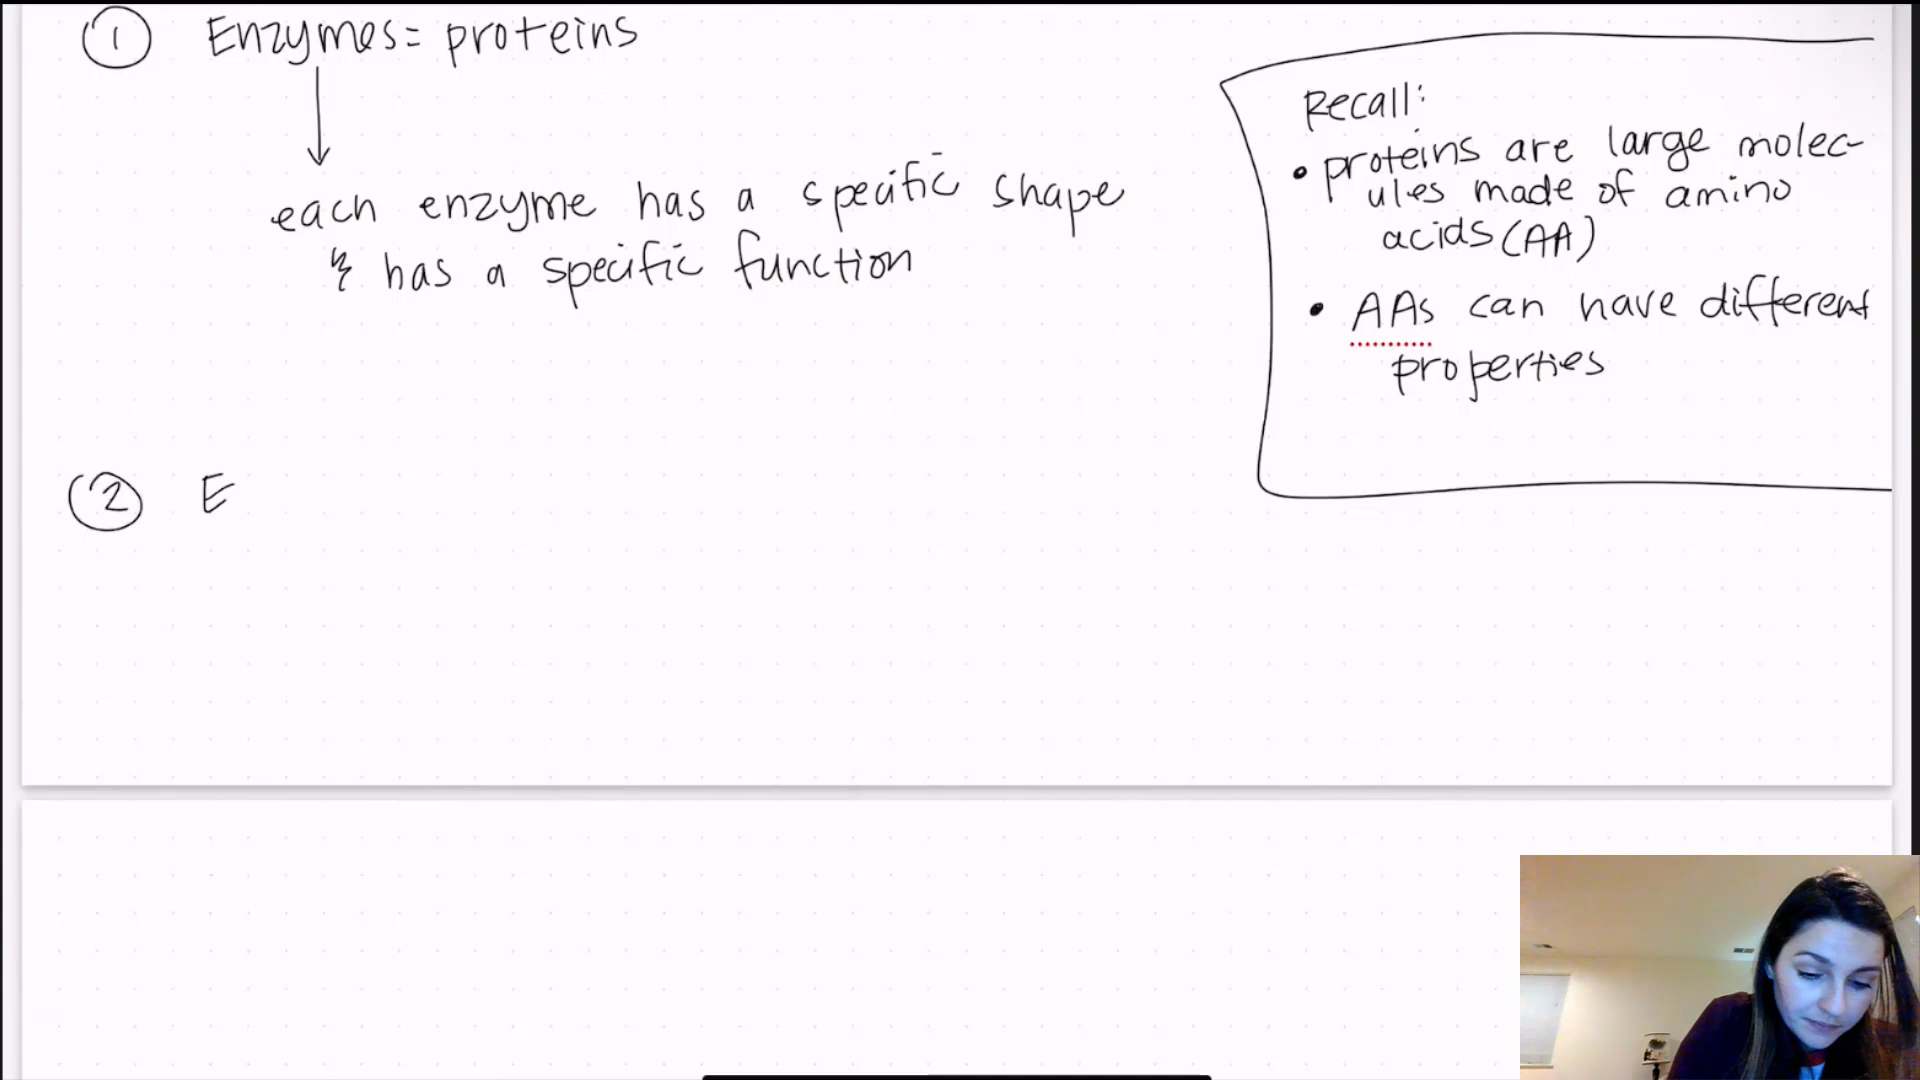 ① Enzymes = proteins
each enzyme has a specific shape
& has a specific function
Recall:
• proteins are large molec-
ules made of amino
acids (AA)
• AAs can have different
properties
② E